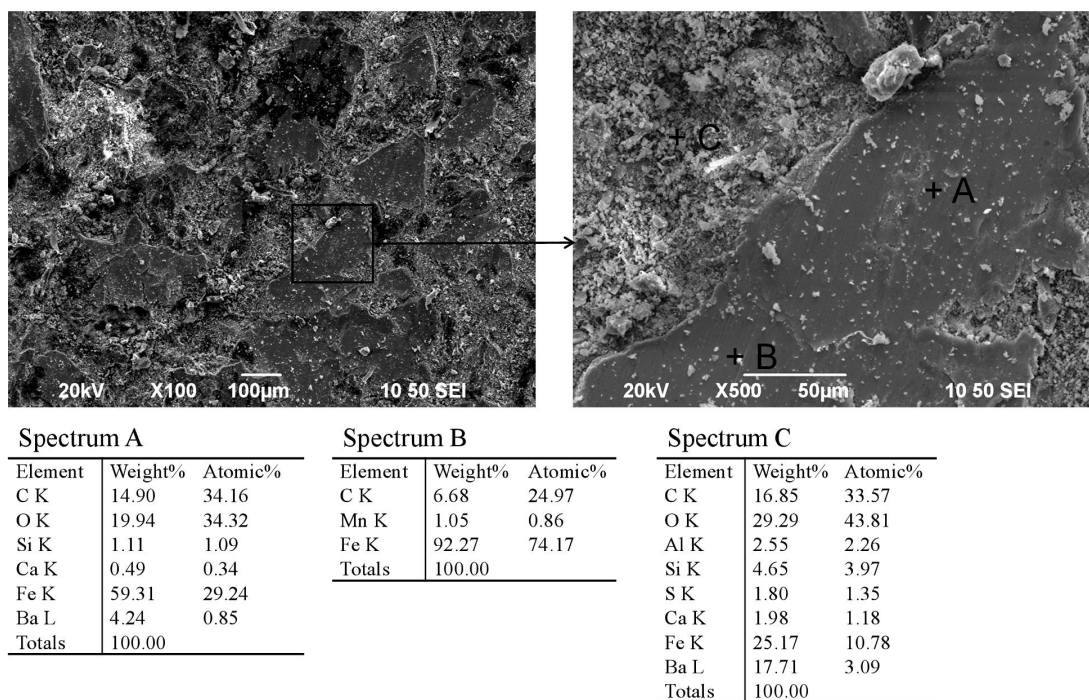 + C
+ A
+ B
20kV X100 100µm 10 50 SEI
20kV X500 50µm 10 50 SEI
Spectrum A
Element Weight% Atomic%
C K 14.90 34.16
O K 19.94 34.32
Si K 1.11 1.09
Ca K 0.49 0.34
Fe K 59.31 29.24
Ba L 4.24 0.85
Totals 100.00
Spectrum B
Element Weight% Atomic%
C K 6.68 24.97
Mn K 1.05 0.86
Fe K 92.27 74.17
Totals 100.00
Spectrum C
Element Weight% Atomic%
C K 16.85 33.57
O K 29.29 43.81
Al K 2.55 2.26
Si K 4.65 3.97
S K 1.80 1.35
Ca K 1.98 1.18
Fe K 25.17 10.78
Ba L 17.71 3.09
Totals 100.00